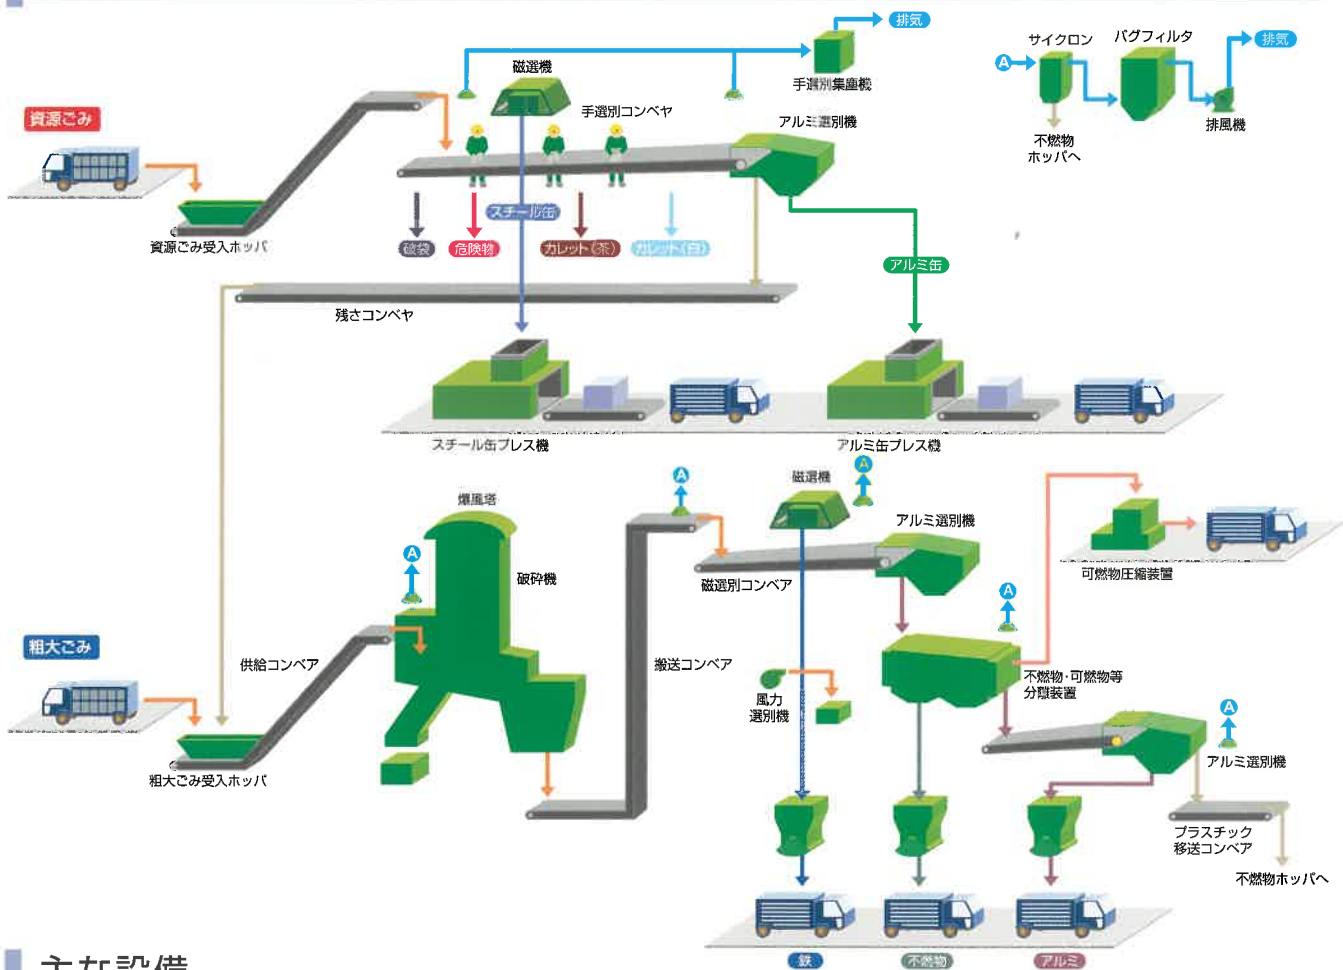 排気
サイクロン
バグフィルタ
排気
磁選機
A
手選別集塵機
資源ごみ
手選別コンベヤ
アルミ選別機
排風機
不燃物
ホッパへ
スチール缶
資源ごみ受入ホッパ
破袋
危険物
カレット(茶)
カレット(白)
アルミ缶
残さコンベヤ
スチール缶プレス機
アルミ缶プレス機
A
A
磁選機
爆風塔
アルミ選別機
A
破砕機
磁選別コンベア
可燃物圧縮装置
A
粗大ごみ
供給コンベア
搬送コンベア
不燃物・可燃物等
分離装置
風力
選別機
A
アルミ選別機
粗大ごみ受入ホッパ
プラスチック
移送コンベア
不燃物ホッパへ
鉄
不燃物
アルミ
主な設備